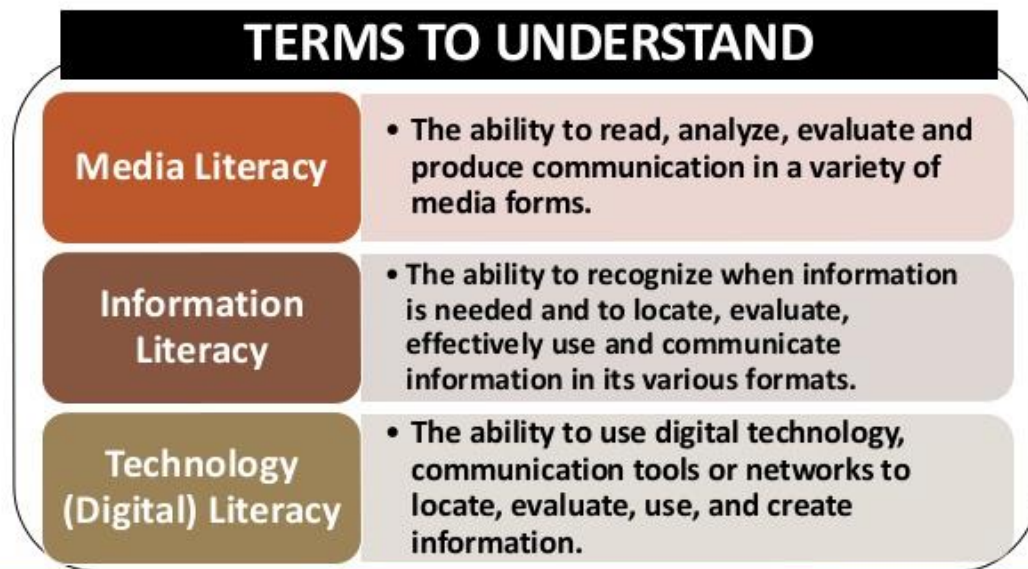 TERMS TO UNDERSTAND
Media Literacy
• The ability to read, analyze, evaluate and
produce communication in a variety of
media forms.
Information
Literacy
• The ability to recognize when information
is needed and to locate, evaluate,
effectively use and communicate
information in its various formats.
Technology
(Digital) Literacy
• The ability to use digital technology,
communication tools or networks to
locate, evaluate, use, and create
information.